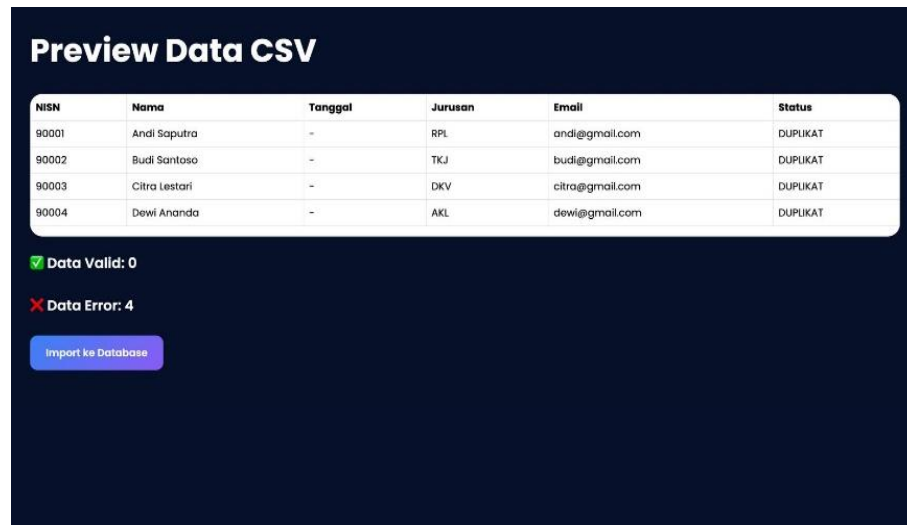 Preview Data CSV
NISN Nama Tanggal Jurusan Email Status
90001 Andi Saputra - RPL andi@gmail.com DUPLIKAT
90002 Budi Santoso - TKJ budi@gmail.com DUPLIKAT
90003 Citra Lestari - DKV citra@gmail.com DUPLIKAT
90004 Dewi Ananda - AKL dewi@gmail.com DUPLIKAT
✅ Data Valid: 0
❌ Data Error: 4
Import ke Database